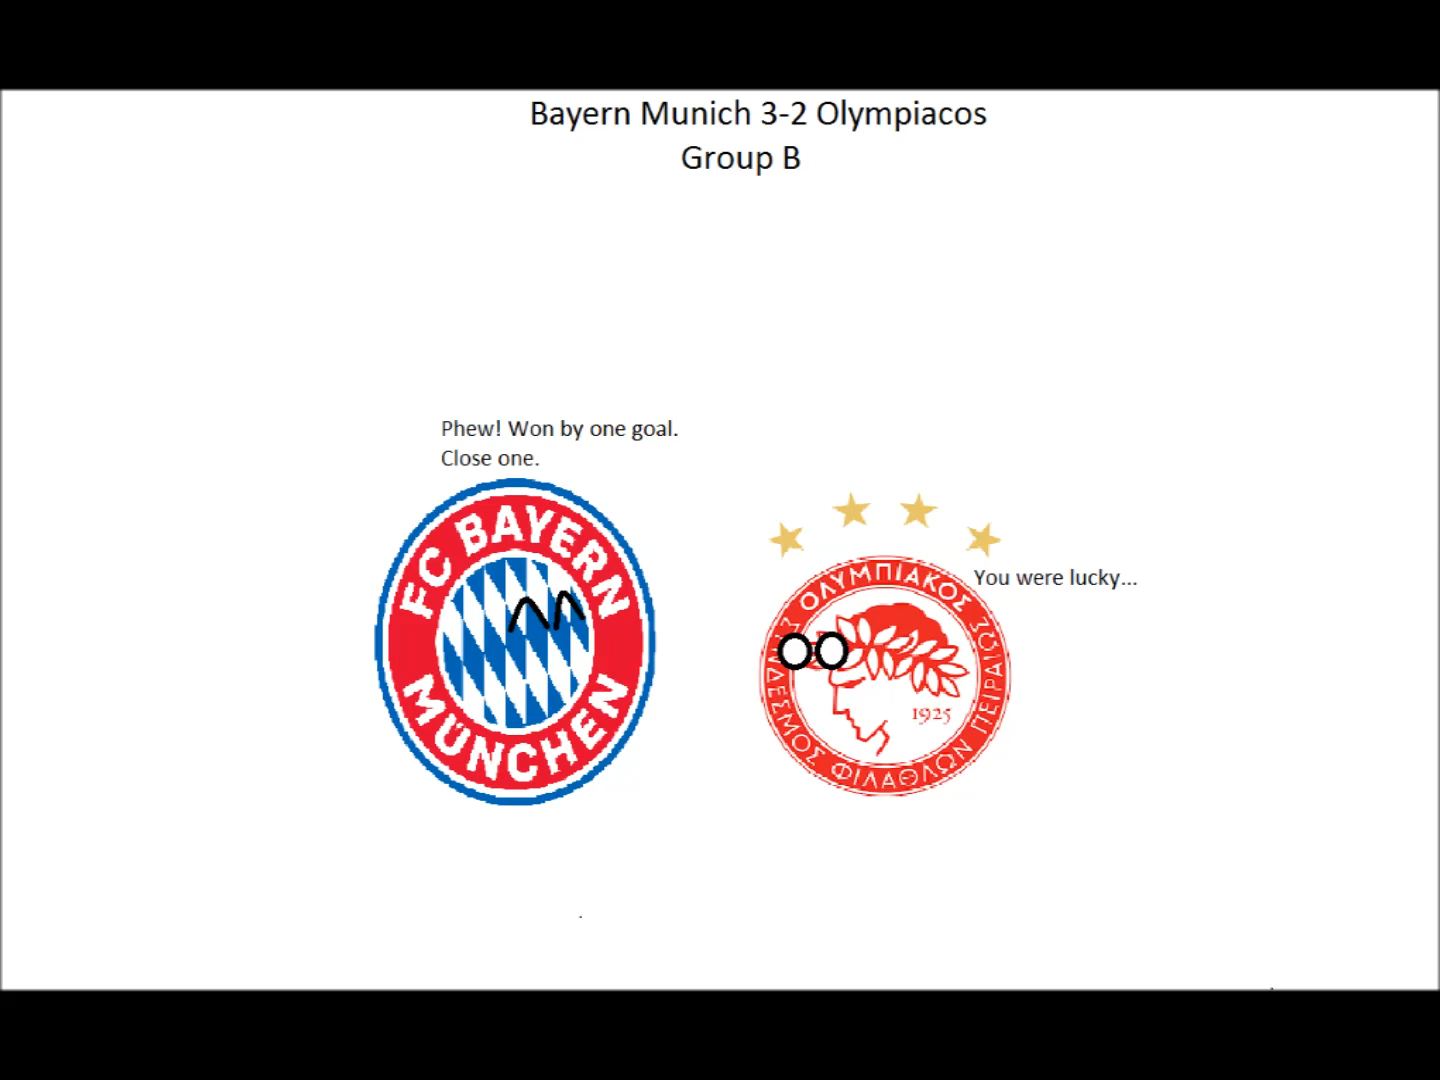 Bayern Munich 3-2 Olympiacos
Group B
Phew! Won by one goal.
Close one.
FC BAYERN
MÜNCHEN
You were lucky...
ΟΛΥΜΠΙΑΚΟΣ
ΣΥΝΔΕΣΜΟΣ ΦΙΛΑΘΛΩΝ ΠΕΙΡΑΙΩΣ
1925